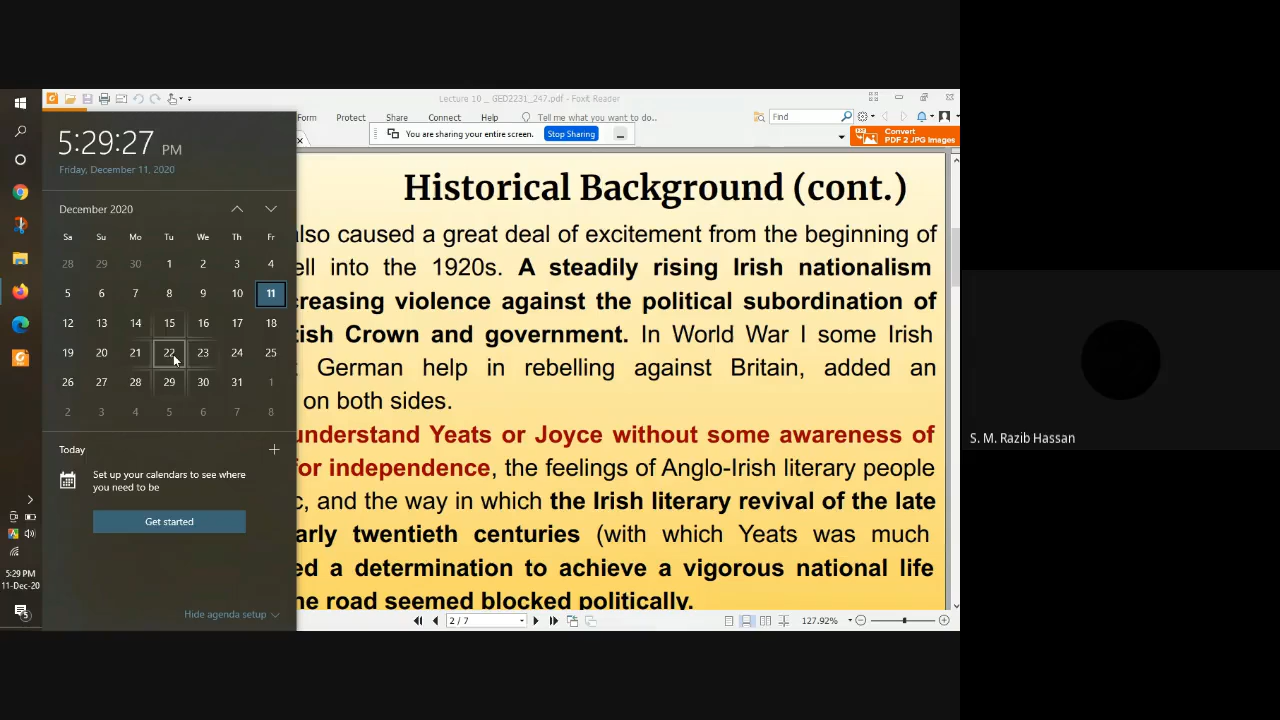 Lecture 10 _ GED2231_247.pdf - Foxit Reader
Form Protect Share Connect Help Tell me what you want to do..
Find
You are sharing your entire screen. Stop Sharing
Convert
PDF 2 JPG Images
5:29:27 PM
Friday, December 11, 2020
December 2020
Sa Su Mo Tu We Th Fr
28 29 30 1 2 3 4
5 6 7 8 9 10 11
12 13 14 15 16 17 18
19 20 21 22 23 24 25
26 27 28 29 30 31 1
2 3 4 5 6 7 8
Today
Set up your calendars to see where
you need to be
Get started
Hide agenda setup
Historical Background (cont.)
also caused a great deal of excitement from the beginning of
ell into the 1920s. A steadily rising Irish nationalism
creasing violence against the political subordination of
tish Crown and government. In World War I some Irish
German help in rebelling against Britain, added an
on both sides.
understand Yeats or Joyce without some awareness of
for independence, the feelings of Anglo-Irish literary people
c, and the way in which the Irish literary revival of the late
arly twentieth centuries (with which Yeats was much
ed a determination to achieve a vigorous national life
he road seemed blocked politically.
2 / 7
127.92%
5:29 PM
11-Dec-20
5
S. M. Razib Hassan